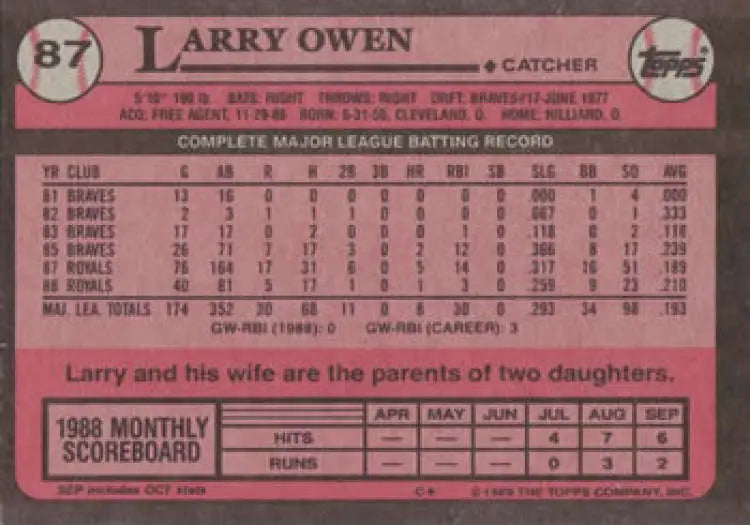 87 LARRY OWEN
CATCHER Topps
5'10" 190 lb. BATS: RIGHT THROWS: RIGHT DRFT: BRAVES #17-JUNE 1977
ACQ: FREE AGENT, 11-29-86 BORN: 5-31-55, CLEVELAND, O. HOME: HILLIARD, O.
COMPLETE MAJOR LEAGUE BATTING RECORD
YR CLUB G AB R H 2B 3B HR RBI SB SLG BB SO AVG
81 BRAVES 13 16 0 0 0 0 0 0 0 .000 1 4 .000
82 BRAVES 2 3 1 1 1 0 0 0 0 .667 0 1 .333
83 BRAVES 17 17 0 2 0 0 0 1 0 .118 0 2 .118
85 BRAVES 26 71 7 17 3 0 2 12 0 .366 8 17 .239
87 ROYALS 76 164 17 31 6 0 5 14 0 .317 16 51 .189
88 ROYALS 40 81 5 17 1 0 1 3 0 .259 9 23 .210
MAJ. LEA. TOTALS 174 352 30 68 11 0 8 30 0 .293 34 98 .193
GW-RBI (1988): 0 GW-RBI (CAREER): 3
Larry and his wife are the parents of two daughters.
1988 MONTHLY SCOREBOARD
APR MAY JUN JUL AUG SEP
HITS — — — 4 7 6
RUNS — — — 0 3 2
SEP includes OCT stats C* © 1989 THE TOPPS COMPANY, INC.